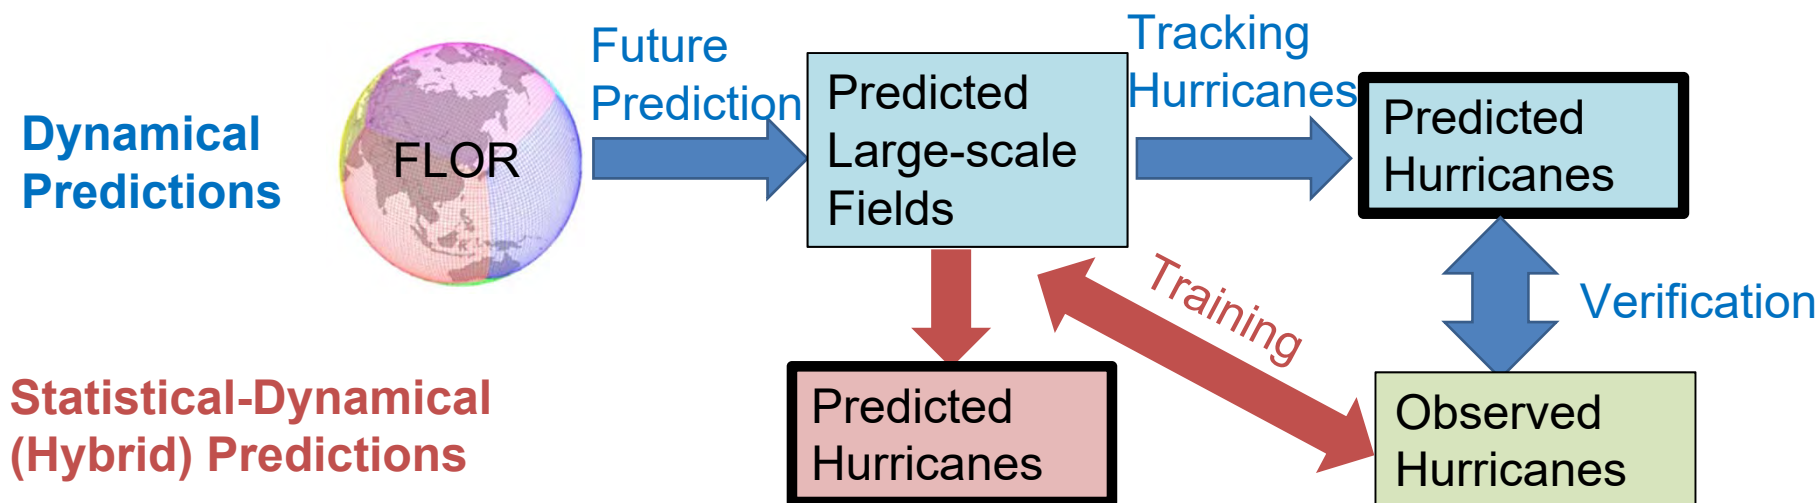 Dynamical
Predictions
FLOR
Future
Prediction
Predicted
Large-scale
Fields
Tracking
Hurricanes
Predicted
Hurricanes
Training
Verification
Statistical-Dynamical
(Hybrid) Predictions
Predicted
Hurricanes
Observed
Hurricanes